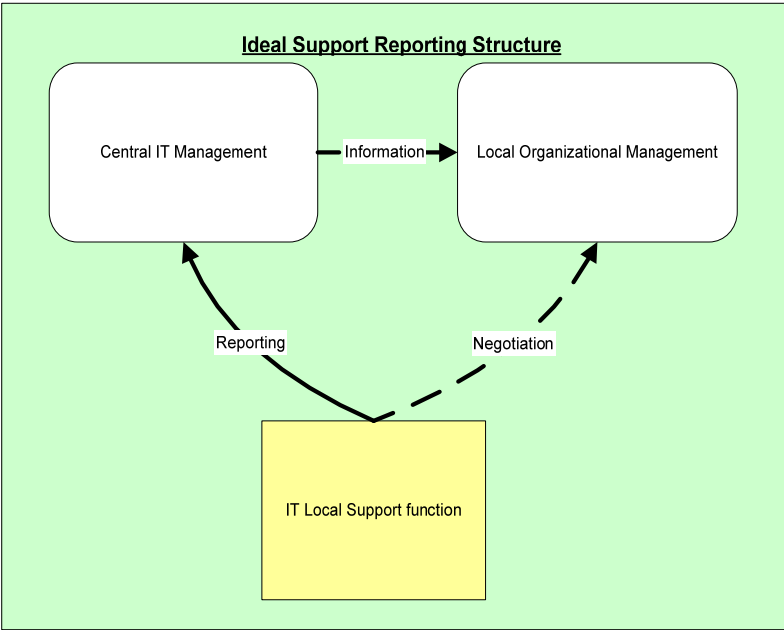 Ideal Support Reporting Structure
Central IT Management
Information
Local Organizational Management
Reporting
Negotiation
IT Local Support function